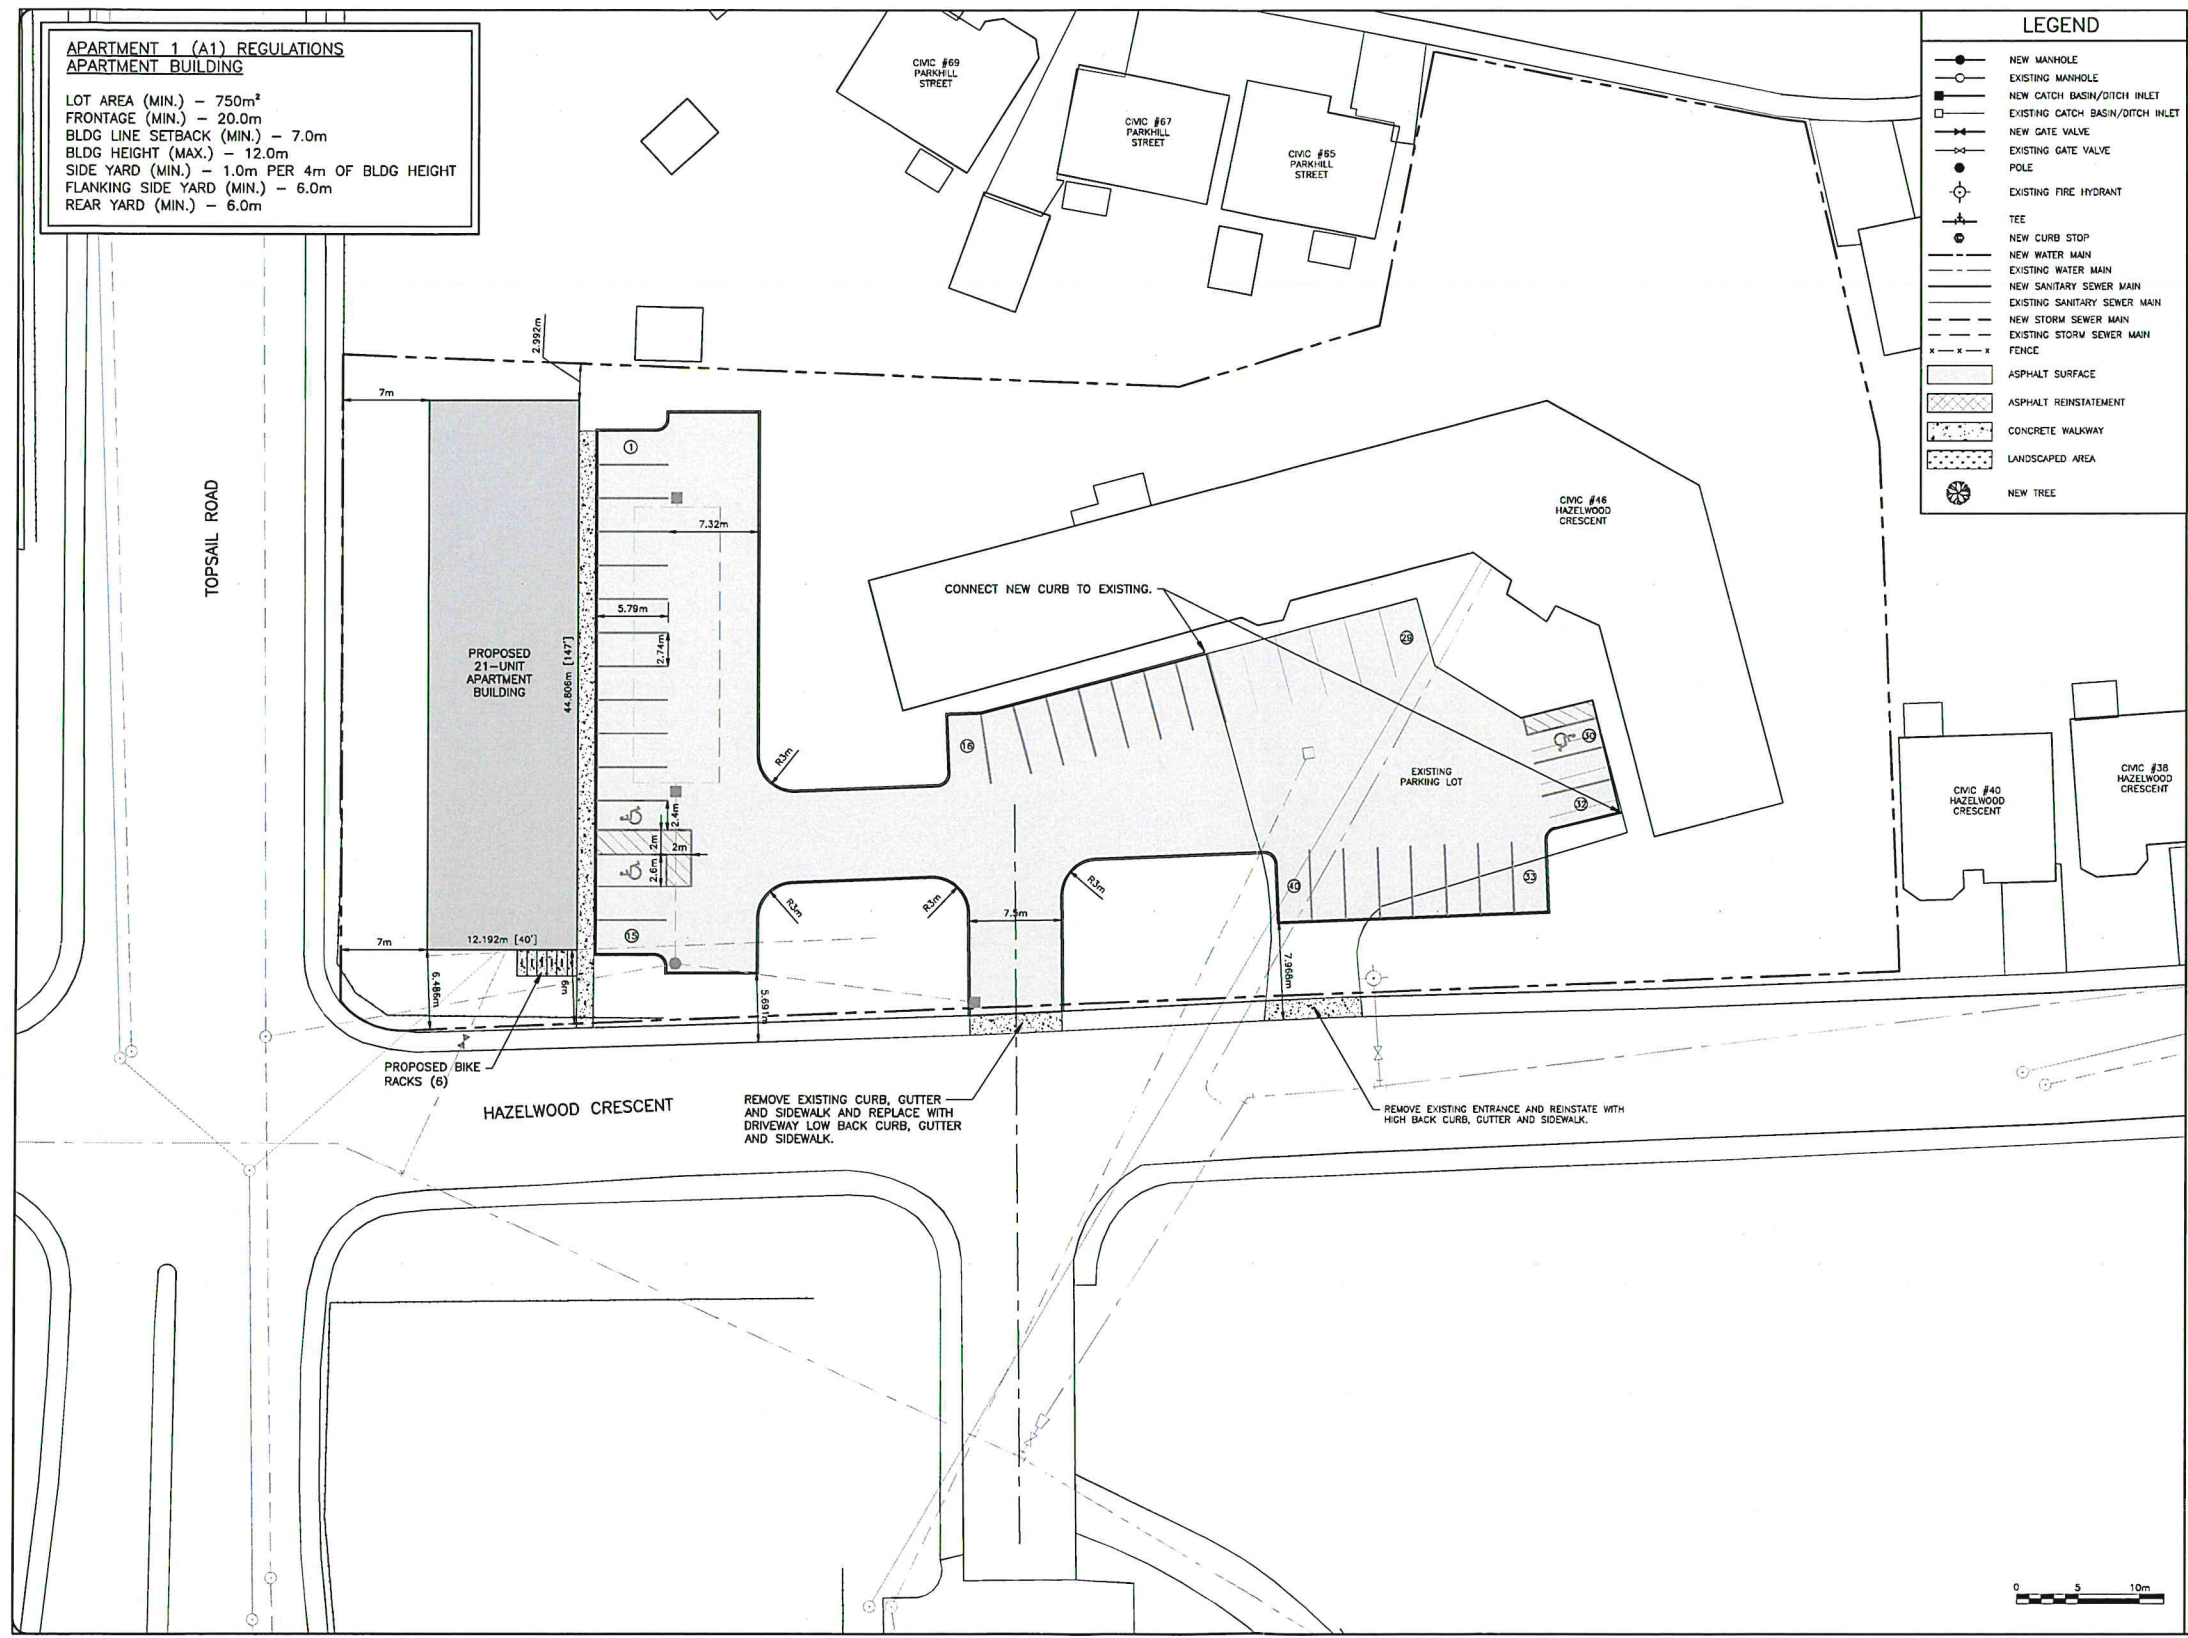 APARTMENT 1 (A1) REGULATIONS
APARTMENT BUILDING
LOT AREA (MIN.) – 750m²
FRONTAGE (MIN.) – 20.0m
BLDG LINE SETBACK (MIN.) – 7.0m
BLDG HEIGHT (MAX.) – 12.0m
SIDE YARD (MIN.) – 1.0m PER 4m OF BLDG HEIGHT
FLANKING SIDE YARD (MIN.) – 6.0m
REAR YARD (MIN.) – 6.0m
LEGEND
NEW MANHOLE
EXISTING MANHOLE
NEW CATCH BASIN/DITCH INLET
EXISTING CATCH BASIN/DITCH INLET
NEW GATE VALVE
EXISTING GATE VALVE
POLE
EXISTING FIRE HYDRANT
TEE
NEW CURB STOP
NEW WATER MAIN
EXISTING WATER MAIN
NEW SANITARY SEWER MAIN
EXISTING SANITARY SEWER MAIN
NEW STORM SEWER MAIN
EXISTING STORM SEWER MAIN
FENCE
ASPHALT SURFACE
ASPHALT REINSTATEMENT
CONCRETE WALKWAY
LANDSCAPED AREA
NEW TREE
CIVIC #69
PARKHILL
STREET
CIVIC #67
PARKHILL
STREET
CIVIC #65
PARKHILL
STREET
2.992m
7m
1
7.32m
5.79m
2.74m
TOPSAIL ROAD
PROPOSED
21–UNIT
APARTMENT
BUILDING
44.806m [147']
CIVIC #46
HAZELWOOD
CRESCENT
CONNECT NEW CURB TO EXISTING.
29
16
R3m
30
EXISTING
PARKING LOT
32
CIVIC #40
HAZELWOOD
CRESCENT
CIVIC #38
HAZELWOOD
CRESCENT
2.4m
2m
2m
2.6m
R3m
R3m
R3m
40
33
7.5m
15
7m
12.192m [40']
6.486m
6m
5.691m
7.968m
PROPOSED BIKE
RACKS (6)
HAZELWOOD CRESCENT
REMOVE EXISTING CURB, GUTTER
AND SIDEWALK AND REPLACE WITH
DRIVEWAY LOW BACK CURB, GUTTER
AND SIDEWALK.
REMOVE EXISTING ENTRANCE AND REINSTATE WITH
HIGH BACK CURB, GUTTER AND SIDEWALK.
0 5 10m